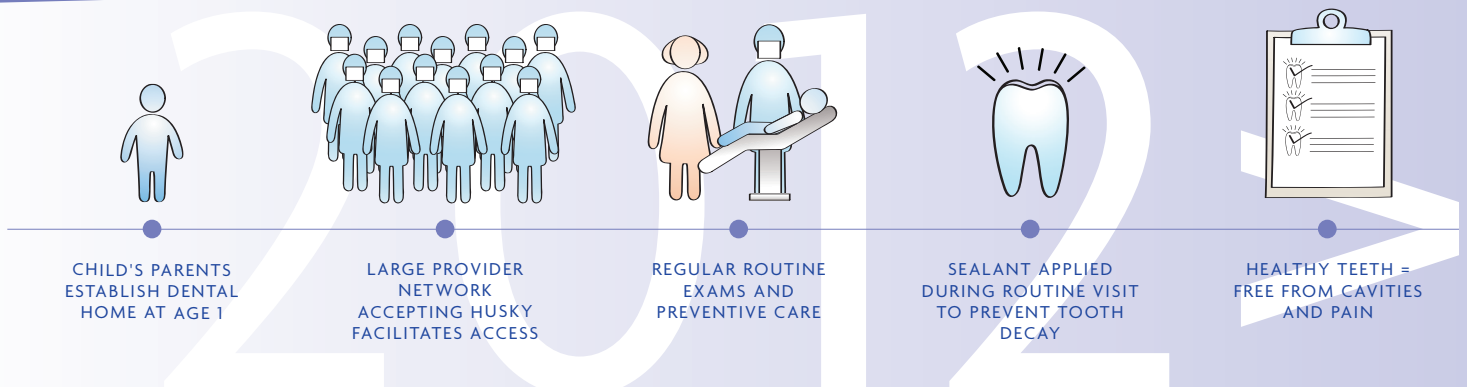 2012
CHILD'S PARENTS
ESTABLISH DENTAL
HOME AT AGE 1
LARGE PROVIDER
NETWORK
ACCEPTING HUSKY
FACILITATES ACCESS
REGULAR ROUTINE
EXAMS AND
PREVENTIVE CARE
SEALANT APPLIED
DURING ROUTINE VISIT
TO PREVENT TOOTH
DECAY
HEALTHY TEETH =
FREE FROM CAVITIES
AND PAIN